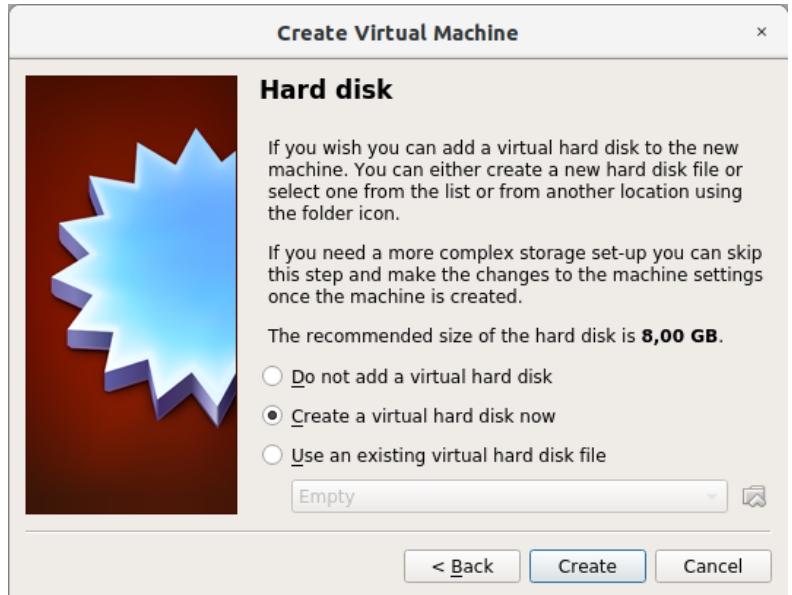 Create Virtual Machine
×
Hard disk
If you wish you can add a virtual hard disk to the new
machine. You can either create a new hard disk file or
select one from the list or from another location using
the folder icon.
If you need a more complex storage set-up you can skip
this step and make the changes to the machine settings
once the machine is created.
The recommended size of the hard disk is 8,00 GB.
Do not add a virtual hard disk
Create a virtual hard disk now
Use an existing virtual hard disk file
Empty
< Back Create Cancel